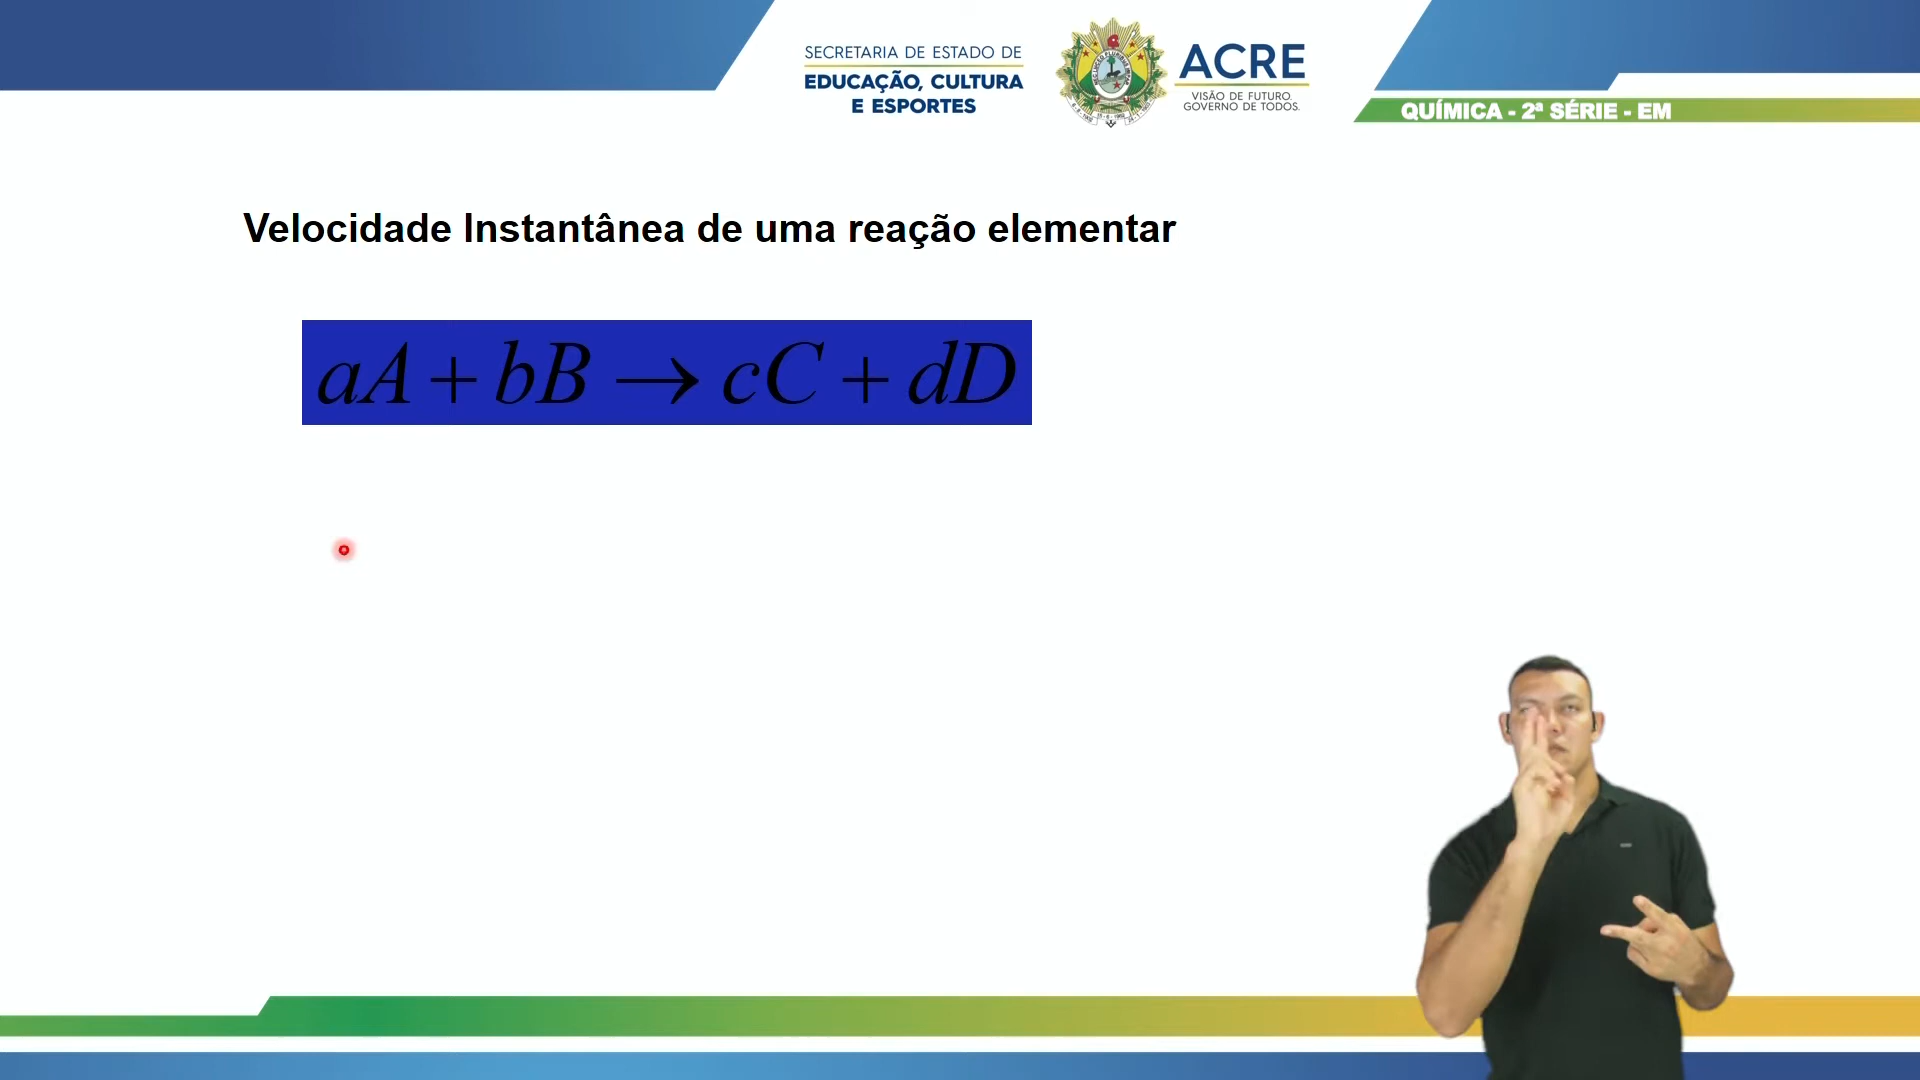 SECRETARIA DE ESTADO DE
EDUCAÇÃO, CULTURA
E ESPORTES
ACRE
VISÃO DE FUTURO.
GOVERNO DE TODOS.
QUÍMICA - 2ª SÉRIE - EM
Velocidade Instantânea de uma reação elementar
aA + bB → cC + dD